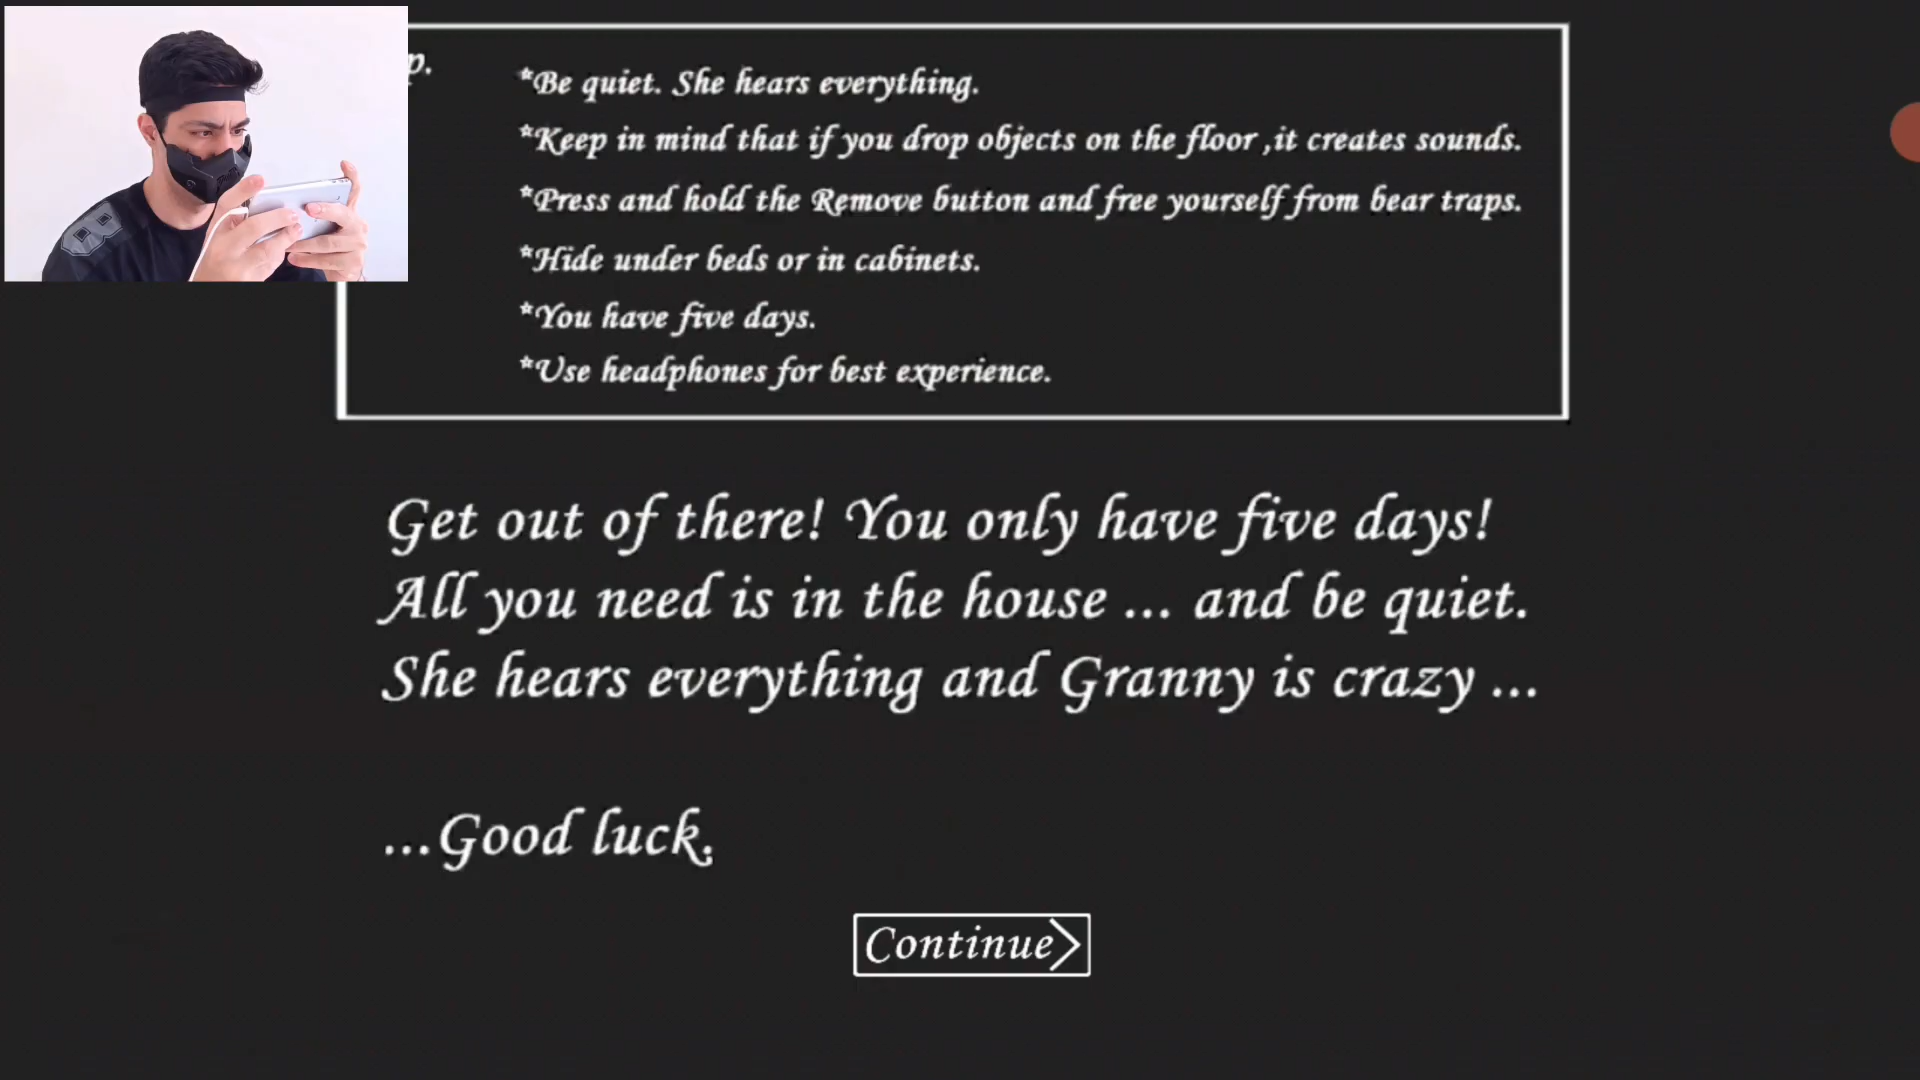 p.
*Be quiet. She hears everything.
*Keep in mind that if you drop objects on the floor ,it creates sounds.
*Press and hold the Remove button and free yourself from bear traps.
*Hide under beds or in cabinets.
*You have five days.
*Use headphones for best experience.
Get out of there! You only have five days!
All you need is in the house ... and be quiet.
She hears everything and Granny is crazy ...
...Good luck.
Continue>